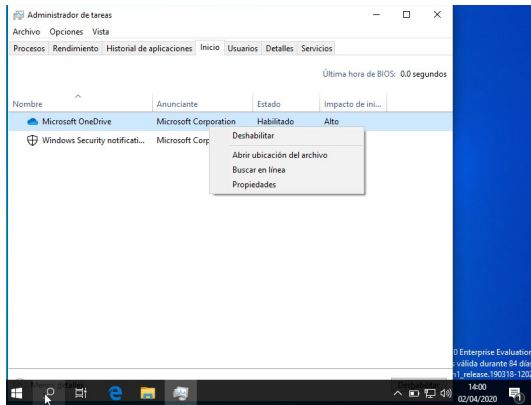 Administrador de tareas
Archivo Opciones Vista
Procesos Rendimiento Historial de aplicaciones Inicio Usuarios Detalles Servicios
Última hora de BIOS: 0.0 segundos
Nombre Anunciante Estado Impacto de ini...
Microsoft OneDrive Microsoft Corporation Habilitado Alto
Windows Security notificati... Microsoft Corp
Deshabilitar
Abrir ubicación del archivo
Buscar en línea
Propiedades
0 Enterprise Evaluation
válida durante 84 días
1_release.190318-1202
14:00
02/04/2020